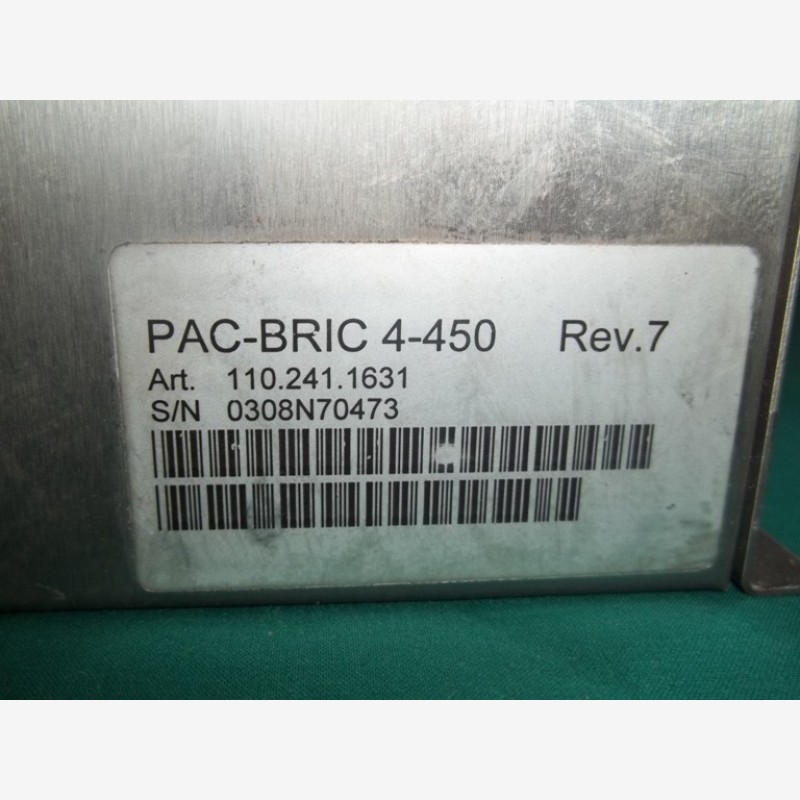 PAC-BRIC 4-450 Rev.7
Art. 110.241.1631
S/N 0308N70473